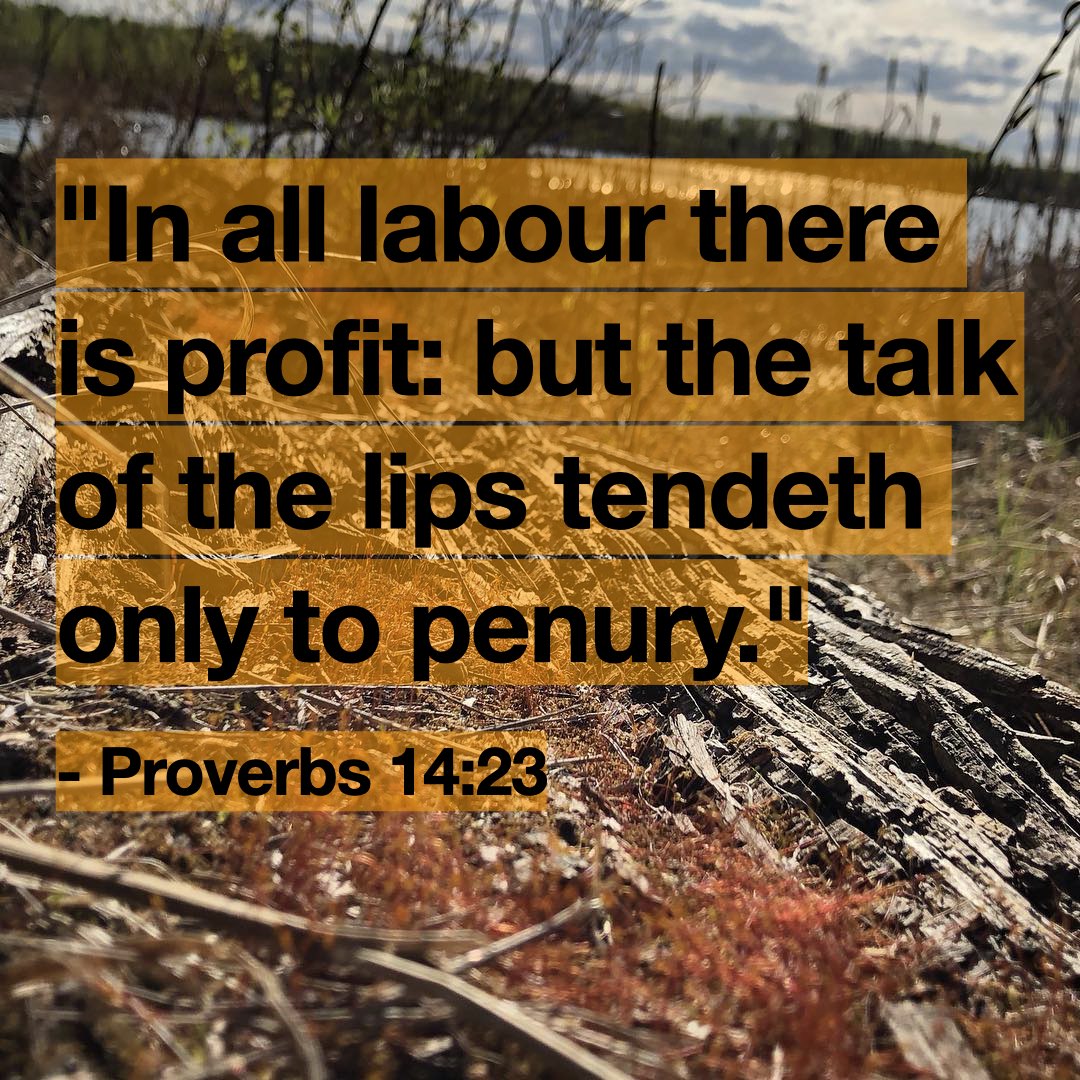 "In all labour there
is profit: but the talk
of the lips tendeth
only to penury."
- Proverbs 14:23